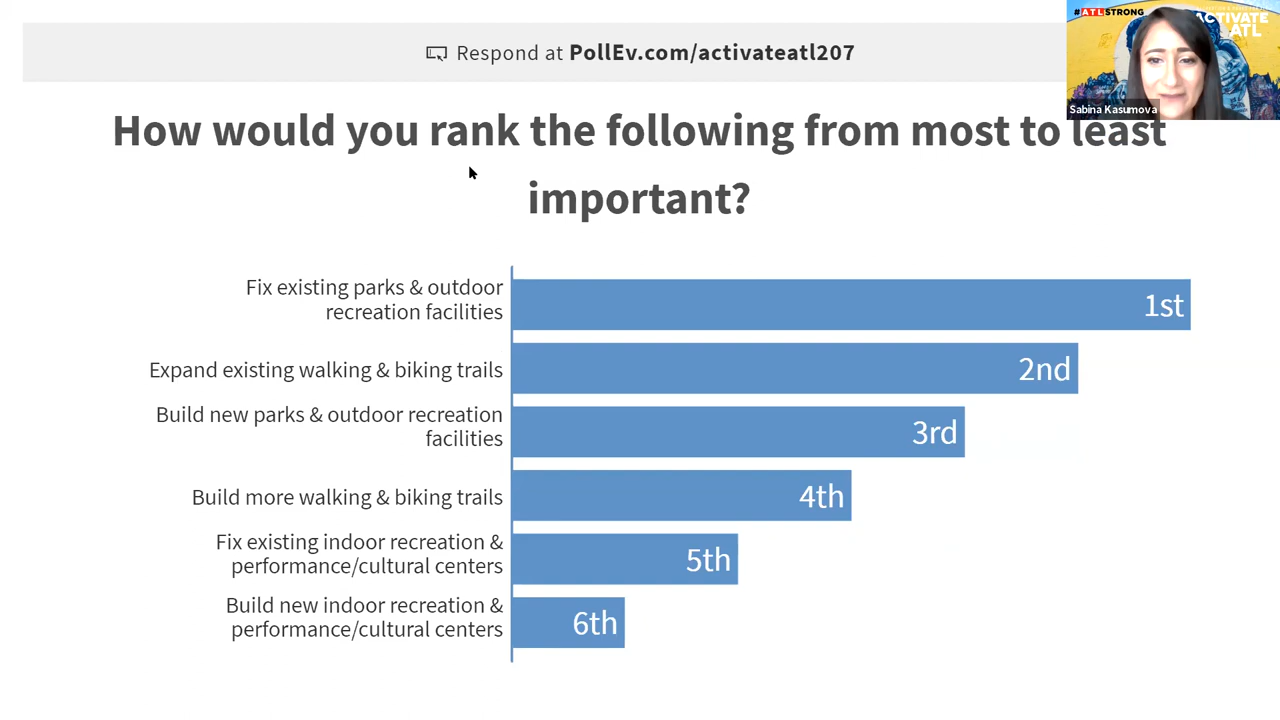 Respond at PollEv.com/activateatl207
#ATLSTRONG
ACTIVATE
ATL
Sabina Kasumova
How would you rank the following from most to least
important?
Fix existing parks & outdoor
recreation facilities
1st
Expand existing walking & biking trails
2nd
Build new parks & outdoor recreation
facilities
3rd
Build more walking & biking trails
4th
Fix existing indoor recreation &
performance/cultural centers
5th
Build new indoor recreation &
performance/cultural centers
6th